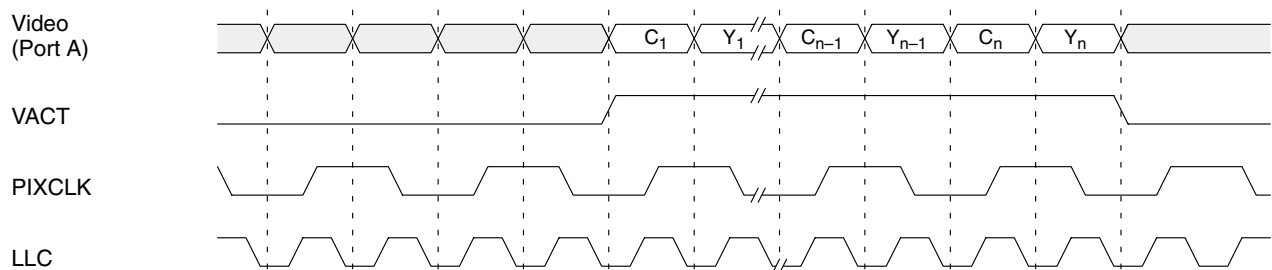 Video
(Port A)
C₁ Y₁ Cₙ₋₁ Yₙ₋₁ Cₙ Yₙ
VACT
PIXCLK
LLC